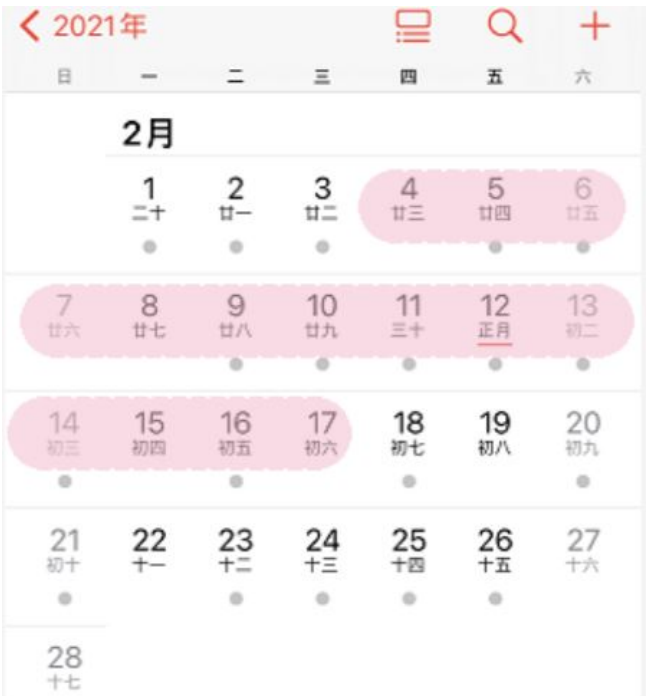 2021年
日 一 二 三 四 五 六
2月
1 2 3 4 5 6
二十 廿一 廿二 廿三 廿四 廿五
7 8 9 10 11 12 13
廿六 廿七 廿八 廿九 三十 正月 初二
14 15 16 17 18 19 20
初三 初四 初五 初六 初七 初八 初九
21 22 23 24 25 26 27
初十 十一 十二 十三 十四 十五 十六
28
十七